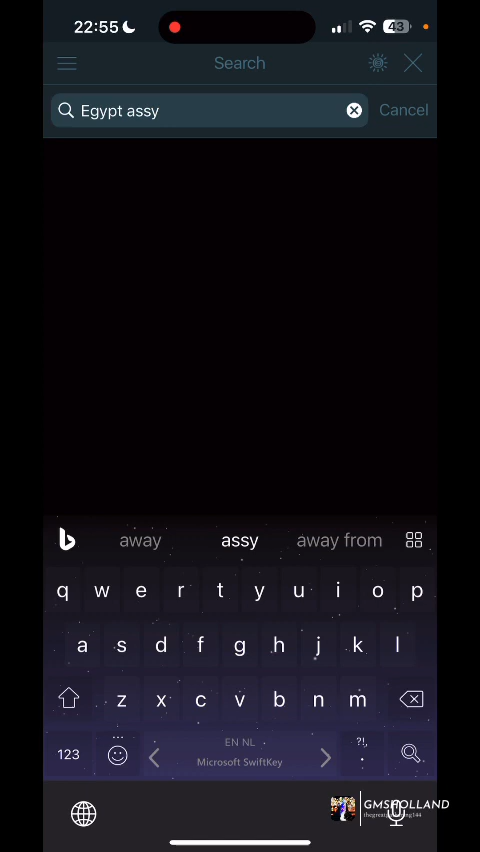 22:55
43
Search
Egypt assy
Cancel
away assy away from
q w e r t y u i o p
a s d f g h j k l
z x c v b n m
123
EN NL
Microsoft SwiftKey
?!,
.
GMSHOLLAND